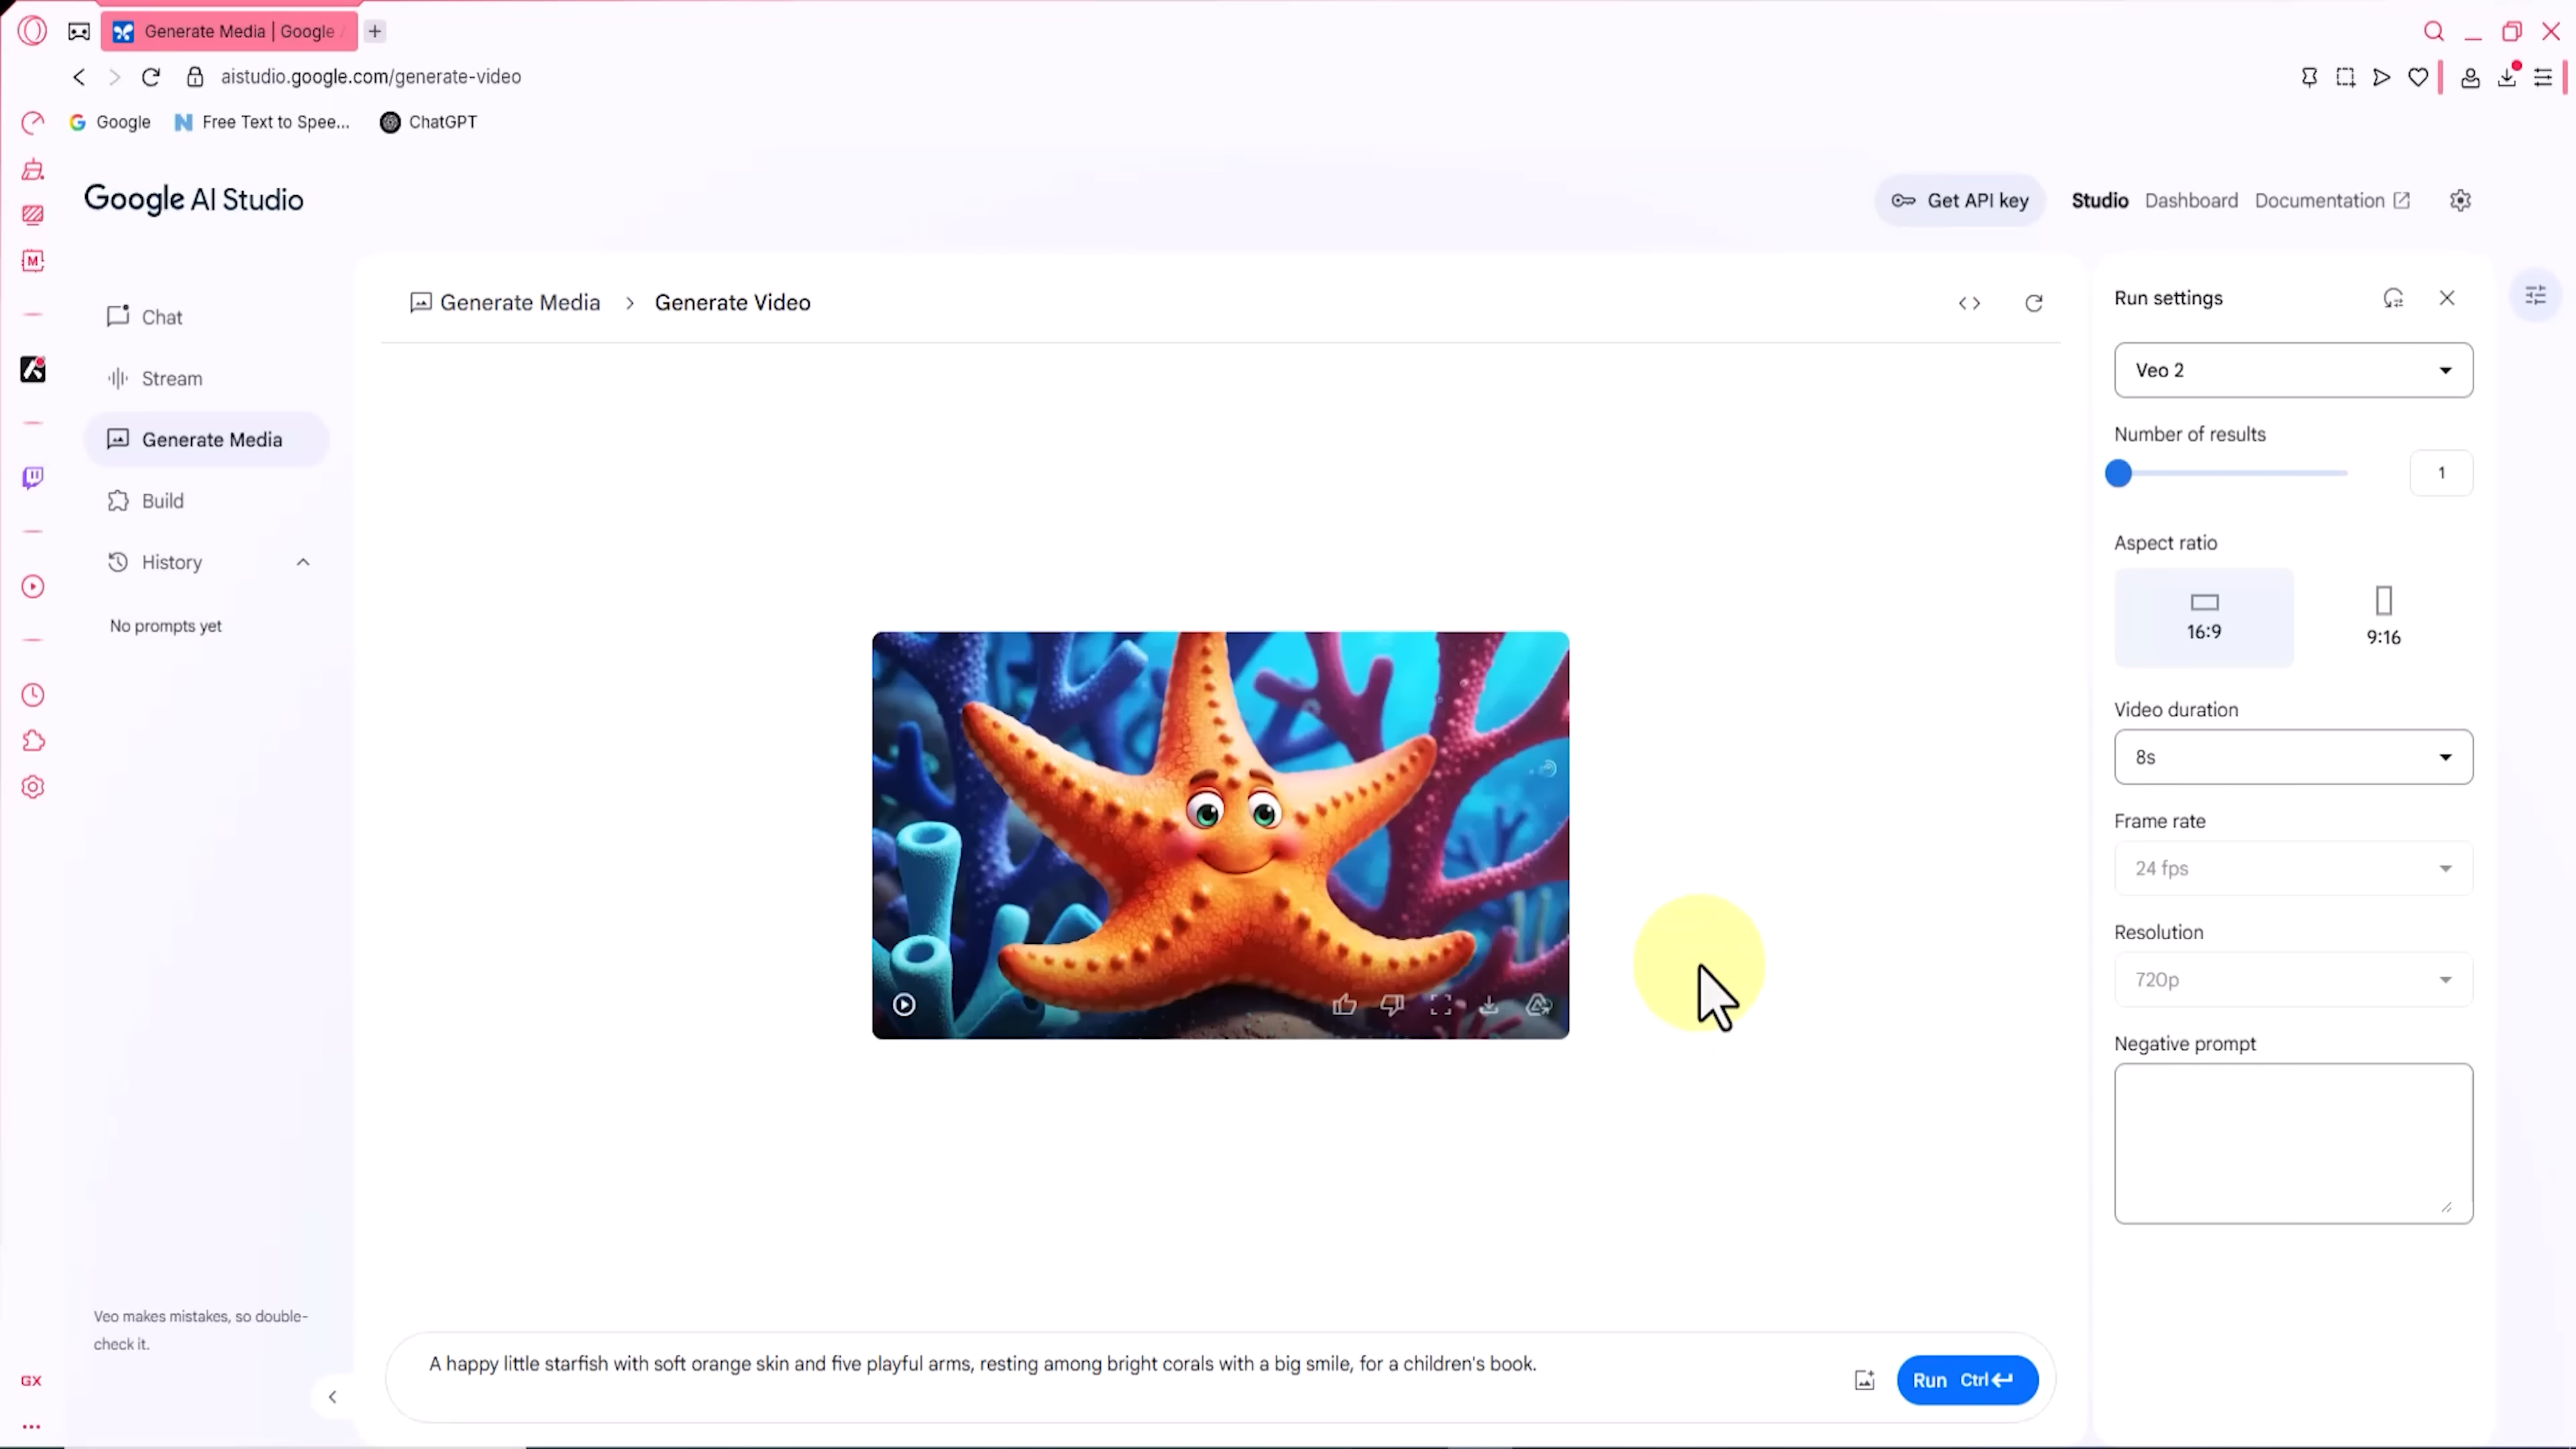 Generate Media | Google
aistudio.google.com/generate-video
Google
Free Text to Spee...
ChatGPT
Google AI Studio
Get API key
Studio
Dashboard
Documentation
Chat
Stream
Generate Media
Build
History
No prompts yet
Veo makes mistakes, so double-
check it.
GX
M
Generate Media > Generate Video
A happy little starfish with soft orange skin and five playful arms, resting among bright corals with a big smile, for a children's book.
Run Ctrl
Run settings
Veo 2
Number of results
1
Aspect ratio
16:9
9:16
Video duration
8s
Frame rate
24 fps
Resolution
720p
Negative prompt